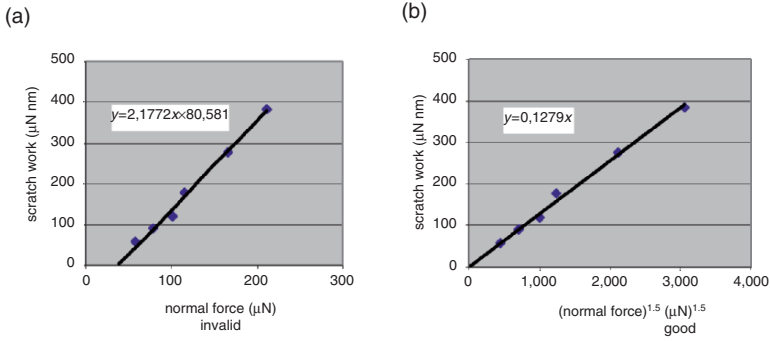 (a)
500
400
300
200
100
0
scratch work (µN nm)
y=2,1772x×80,581
0 100 200 300
normal force (µN)
invalid
(b)
500
400
300
200
100
0
scratch work (µN nm)
y=0,1279x
0 1,000 2,000 3,000 4,000
(normal force)¹·⁵ (µN)¹·⁵
good